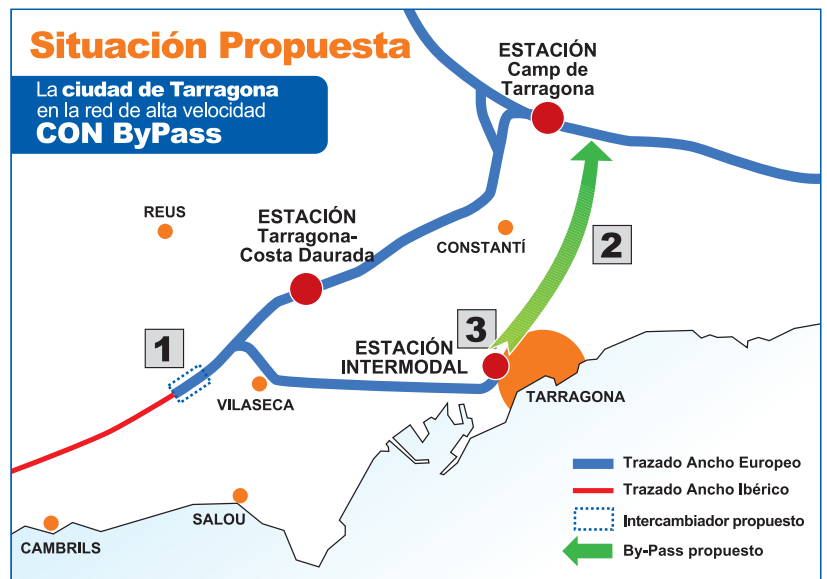 Situación Propuesta
La ciudad de Tarragona
en la red de alta velocidad
CON ByPass
ESTACIÓN
Camp de
Tarragona
REUS
ESTACIÓN
Tarragona-
Costa Daurada
CONSTANTÍ
2
1
3
ESTACIÓN
INTERMODAL
VILASECA
TARRAGONA
SALOU
CAMBRILS
Trazado Ancho Europeo
Trazado Ancho Ibérico
Intercambiador propuesto
By-Pass propuesto